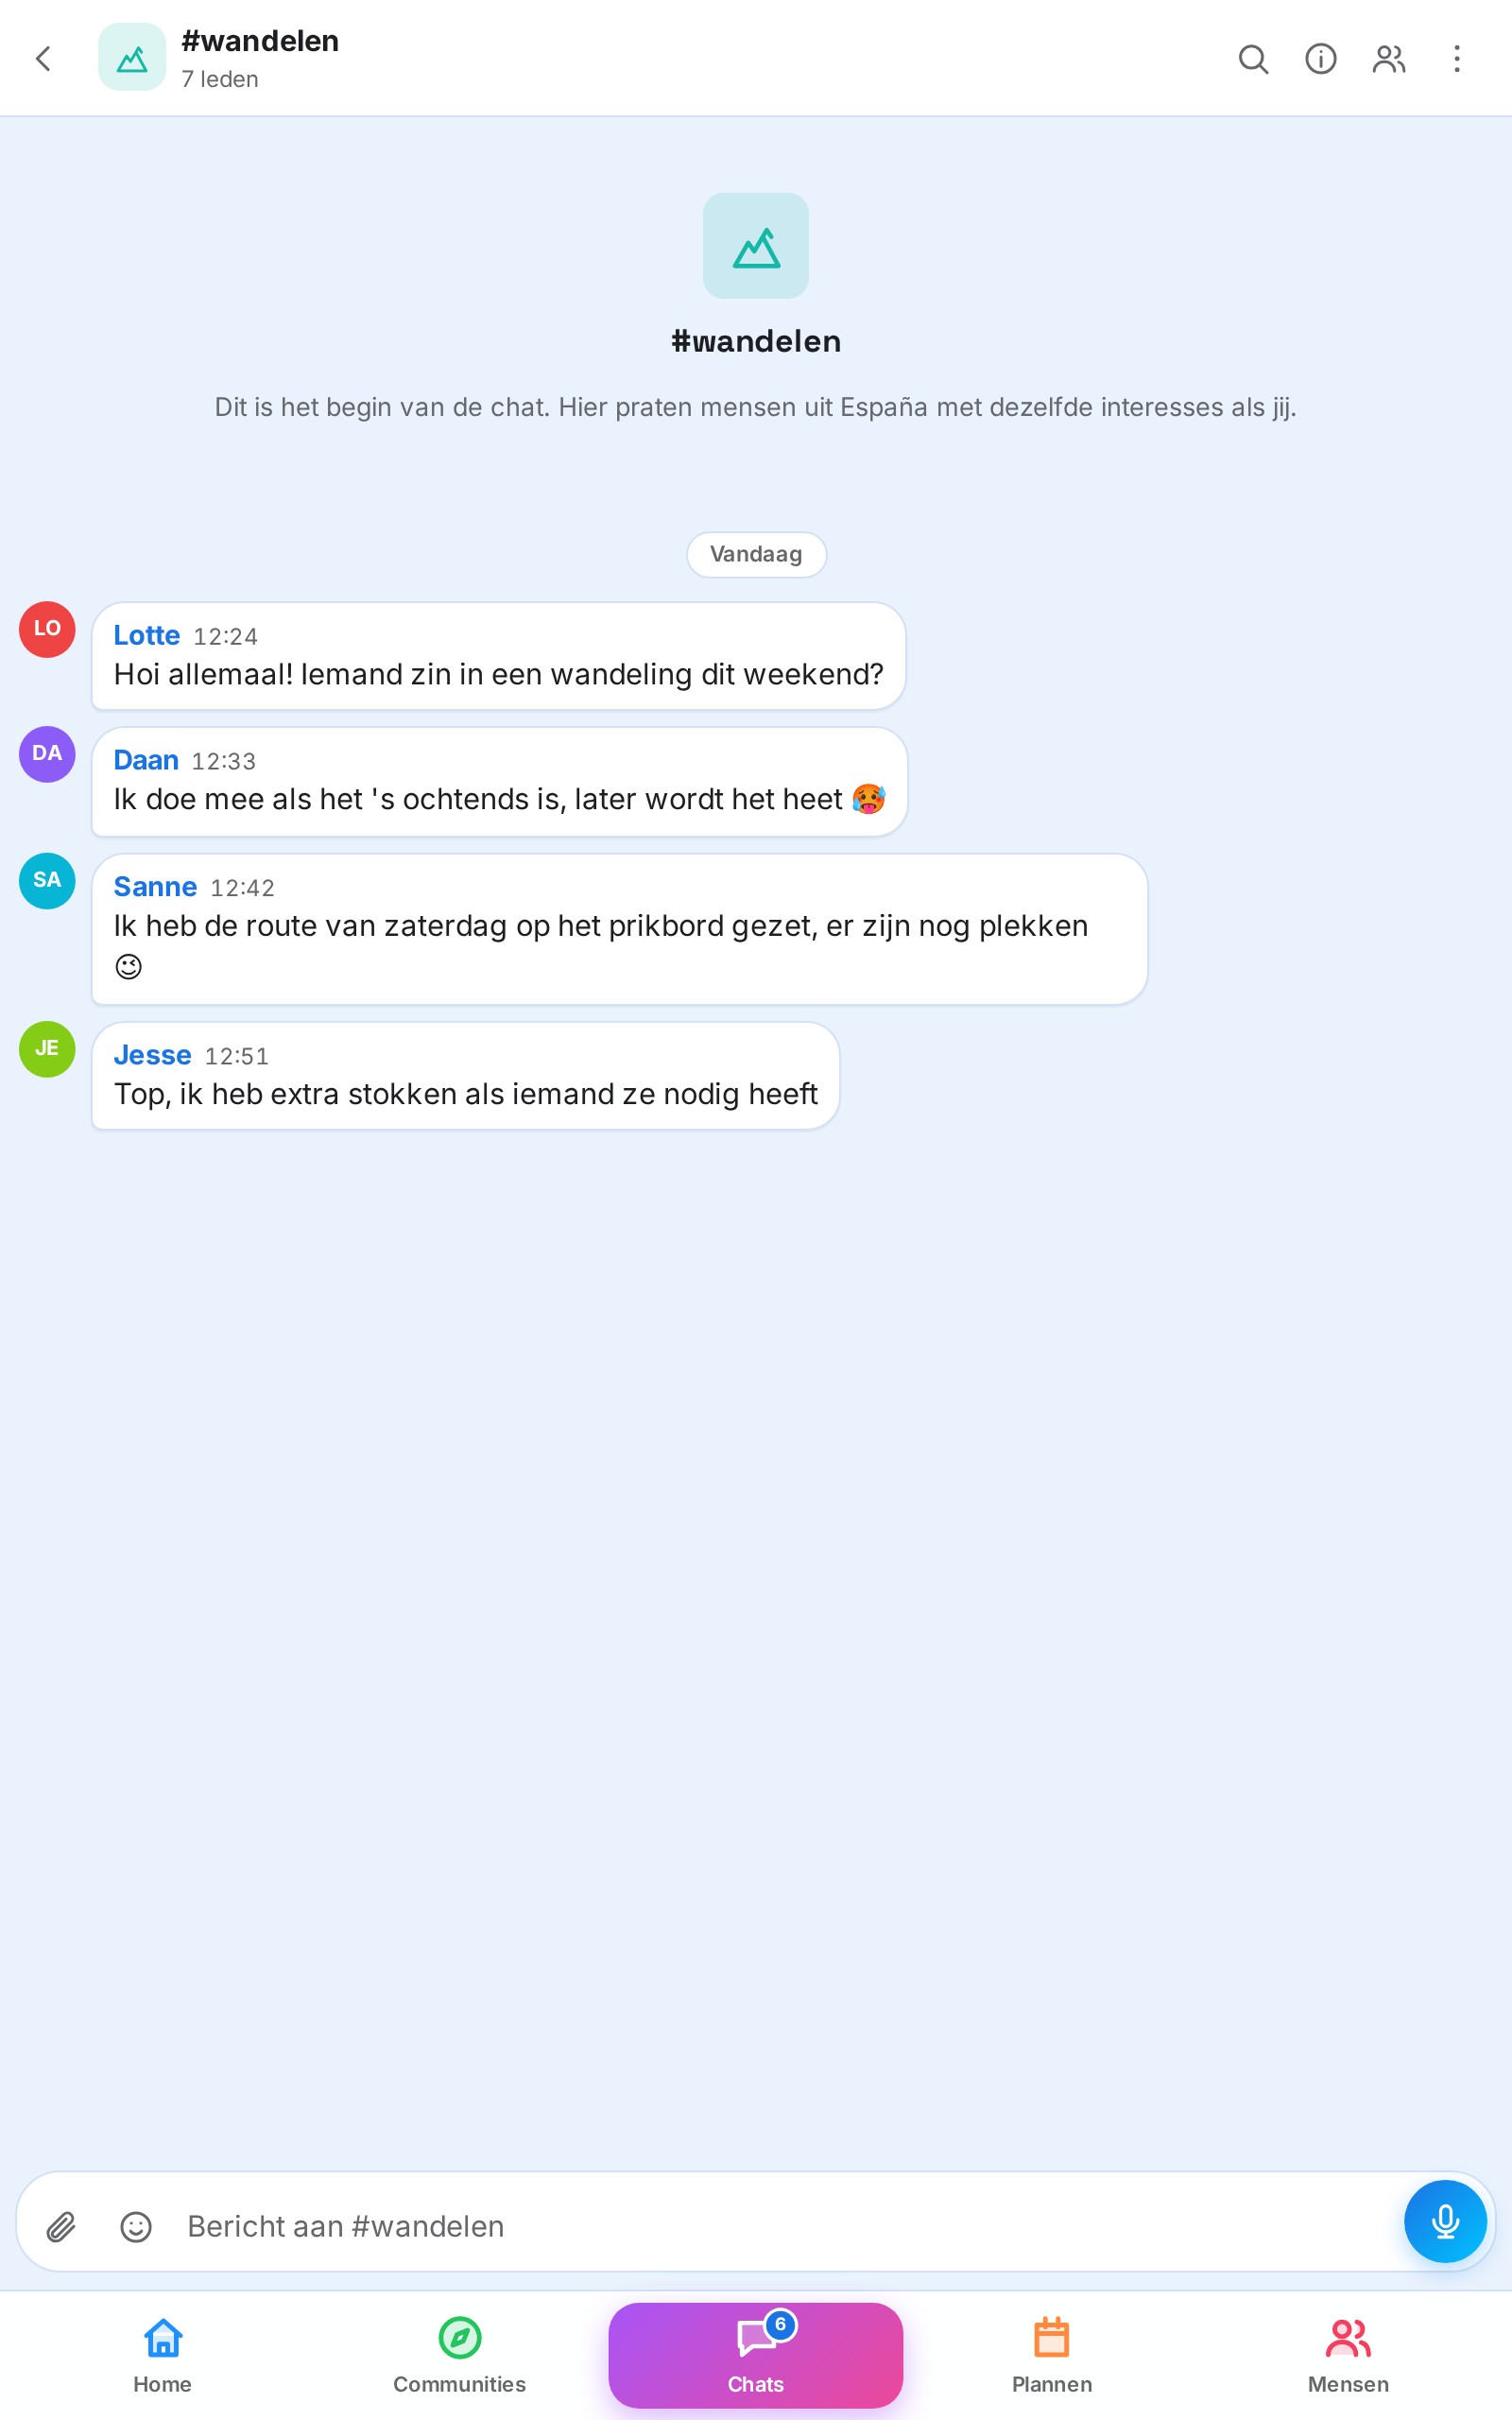 #wandelen
7 leden
#wandelen
Dit is het begin van de chat. Hier praten mensen uit España met dezelfde interesses als jij.
Vandaag
LO
Lotte 12:24
Hoi allemaal! Iemand zin in een wandeling dit weekend?
DA
Daan 12:33
Ik doe mee als het 's ochtends is, later wordt het heet 🥵
SA
Sanne 12:42
Ik heb de route van zaterdag op het prikbord gezet, er zijn nog plekken
😉
JE
Jesse 12:51
Top, ik heb extra stokken als iemand ze nodig heeft
Bericht aan #wandelen
6
Home
Communities
Chats
Plannen
Mensen